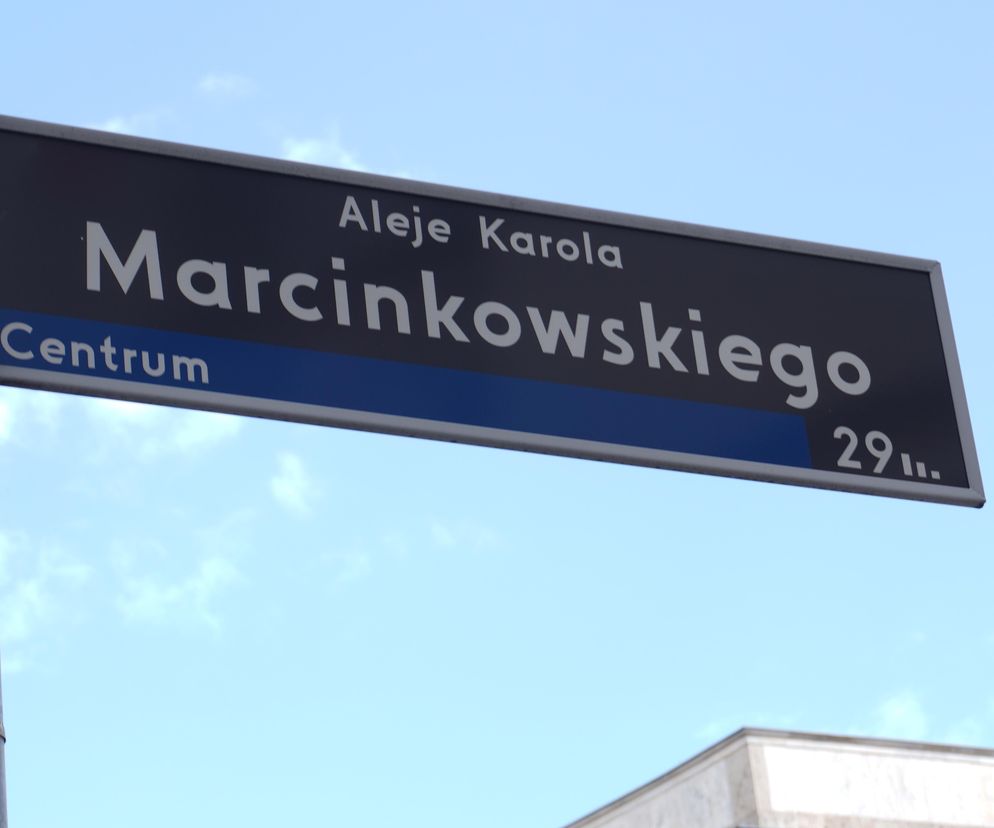 Aleje Karola
Marcinkowskiego
Centrum
29